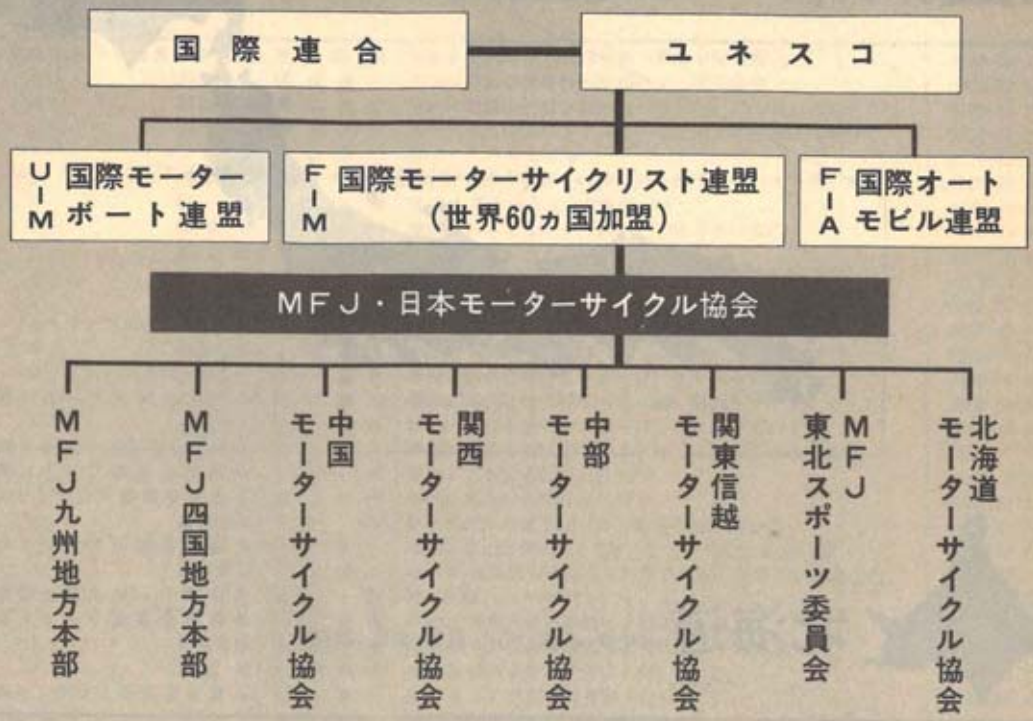 国際連合
ユネスコ
UIM
国際モーター
ボート連盟
FIM
国際モーターサイクリスト連盟
(世界60ヵ国加盟)
FIA
国際オート
モビル連盟
MFJ・日本モーターサイクル協会
北海道
モーターサイクル協会
MFJ
東北スポーツ委員会
関東信越
モーターサイクル協会
中部
モーターサイクル協会
関西
モーターサイクル協会
中国
モーターサイクル協会
MFJ四国地方本部
MFJ九州地方本部